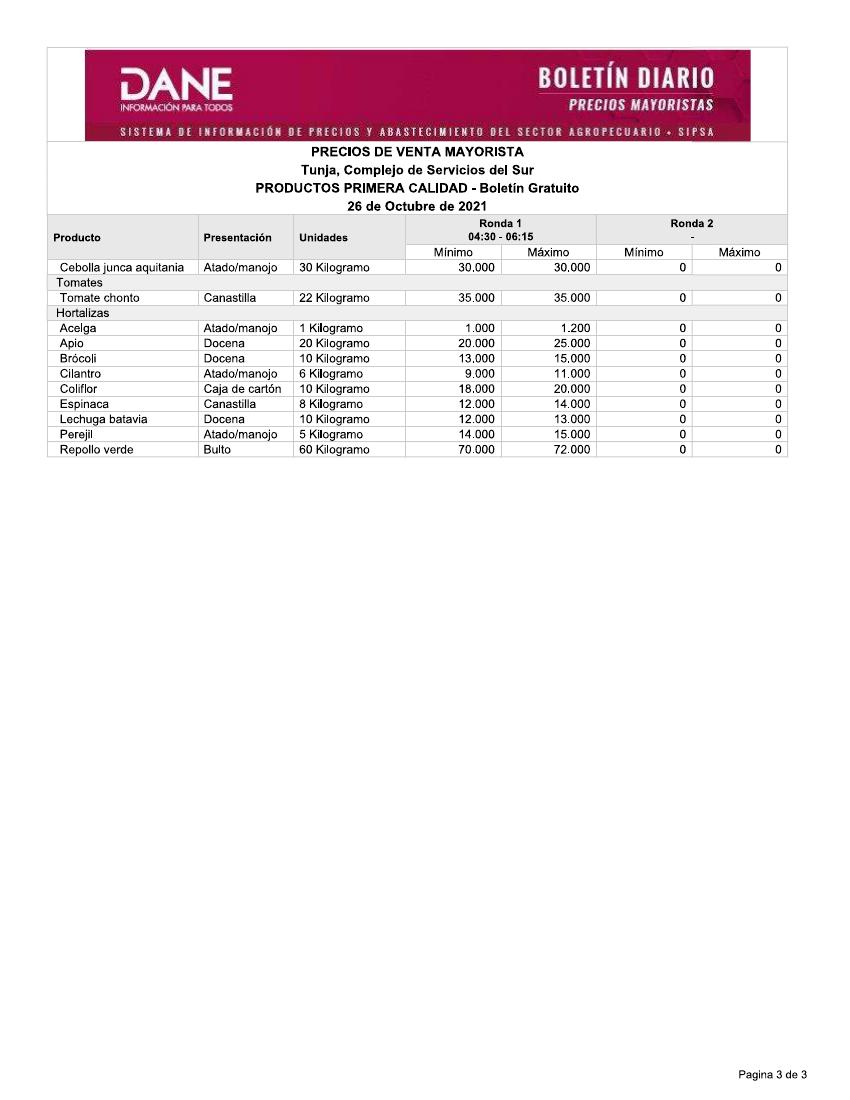 DANE
INFORMACIÓN PARA TODOS
BOLETÍN DIARIO
PRECIOS MAYORISTAS
SISTEMA DE INFORMACIÓN DE PRECIOS Y ABASTECIMIENTO DEL SECTOR AGROPECUARIO • SIPSA
PRECIOS DE VENTA MAYORISTA
Tunja, Complejo de Servicios del Sur
PRODUCTOS PRIMERA CALIDAD - Boletín Gratuito
26 de Octubre de 2021
Producto Presentación Unidades Ronda 1 Ronda 2
04:30 - 06:15 -
Mínimo Máximo Mínimo Máximo
Cebolla junca aquitania Atado/manojo 30 Kilogramo 30.000 30.000 0 0
Tomates
Tomate chonto Canastilla 22 Kilogramo 35.000 35.000 0 0
Hortalizas
Acelga Atado/manojo 1 Kilogramo 1.000 1.200 0 0
Apio Docena 20 Kilogramo 20.000 25.000 0 0
Brócoli Docena 10 Kilogramo 13.000 15.000 0 0
Cilantro Atado/manojo 6 Kilogramo 9.000 11.000 0 0
Coliflor Caja de cartón 10 Kilogramo 18.000 20.000 0 0
Espinaca Canastilla 8 Kilogramo 12.000 14.000 0 0
Lechuga batavia Docena 10 Kilogramo 12.000 13.000 0 0
Perejil Atado/manojo 5 Kilogramo 14.000 15.000 0 0
Repollo verde Bulto 60 Kilogramo 70.000 72.000 0 0
Pagina 3 de 3